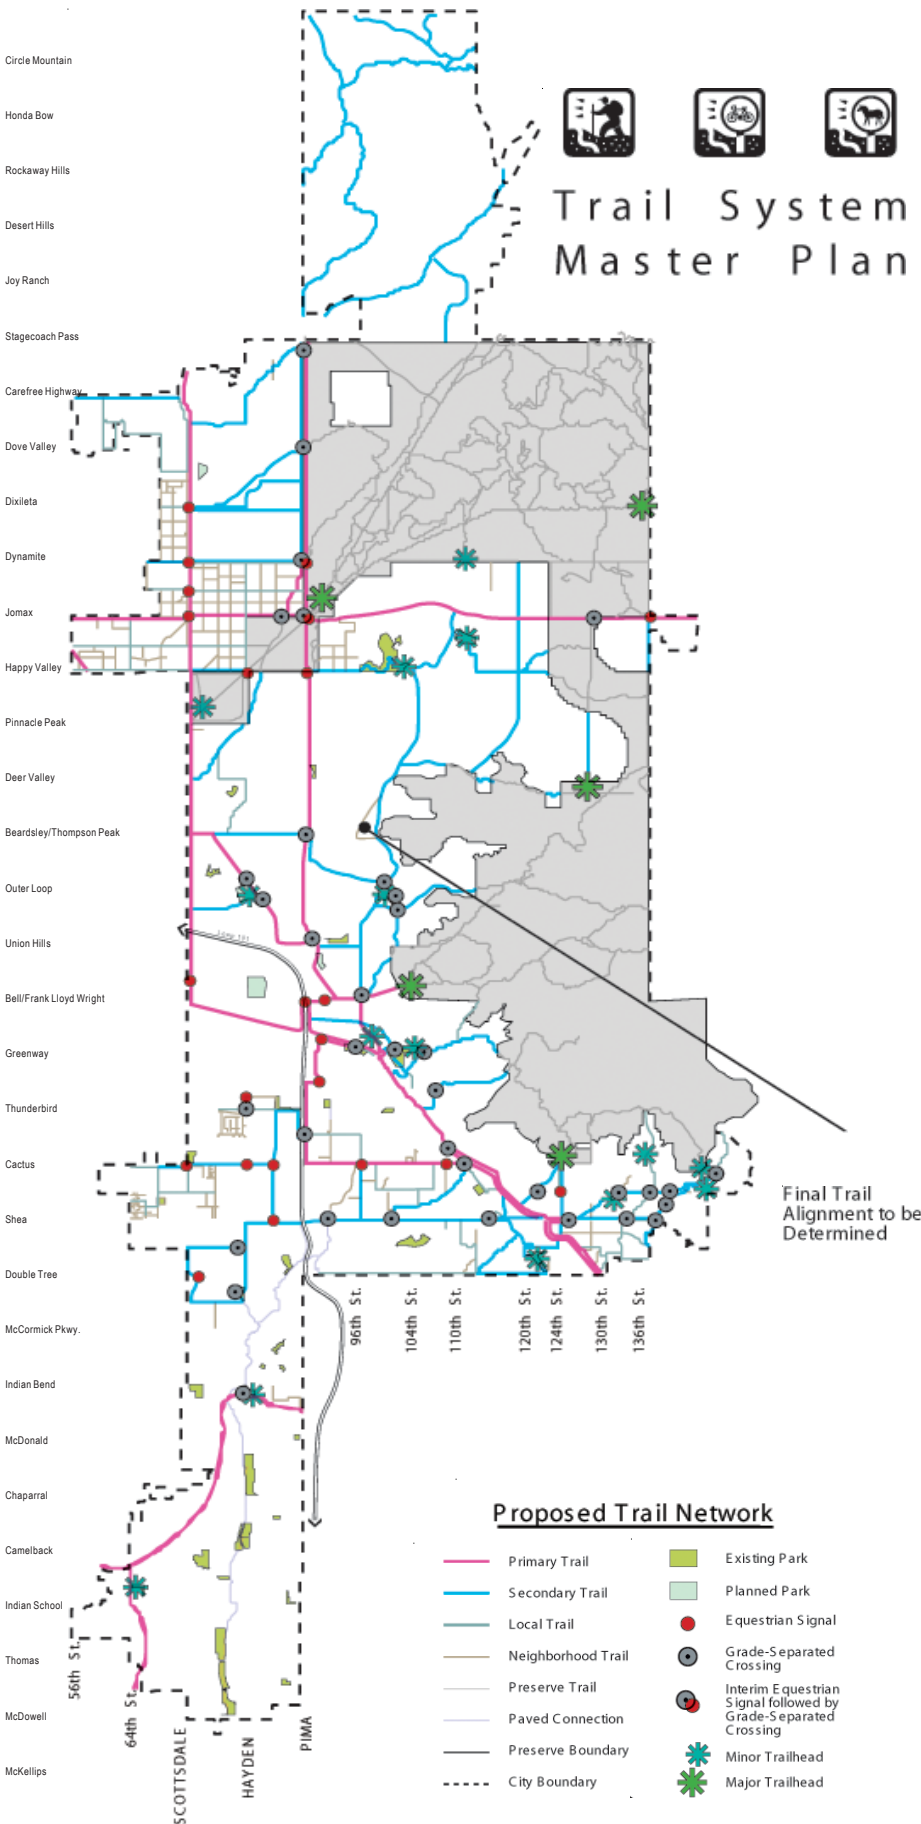 Circle Mountain
Honda Bow
Rockaway Hills
Desert Hills
Joy Ranch
Stagecoach Pass
Carefree Highway
Dove Valley
Dixileta
Dynamite
Jomax
Happy Valley
Pinnacle Peak
Deer Valley
Beardsley/Thompson Peak
Outer Loop
Union Hills
Bell/Frank Lloyd Wright
Greenway
Thunderbird
Cactus
Shea
Double Tree
McCormick Pkwy.
Indian Bend
McDonald
Chaparral
Camelback
Indian School
Thomas
McDowell
McKellips
Trail System
Master Plan
Loop 101
Final Trail
Alignment to be
Determined
96th St.
104th St.
110th St.
120th St.
124th St.
130th St.
136th St.
56th St.
64th St.
SCOTTSDALE
HAYDEN
PIMA
Proposed Trail Network
Primary Trail
Secondary Trail
Local Trail
Neighborhood Trail
Preserve Trail
Paved Connection
Preserve Boundary
City Boundary
Existing Park
Planned Park
Equestrian Signal
Grade-Separated
Crossing
Interim Equestrian
Signal followed by
Grade-Separated
Crossing
Minor Trailhead
Major Trailhead